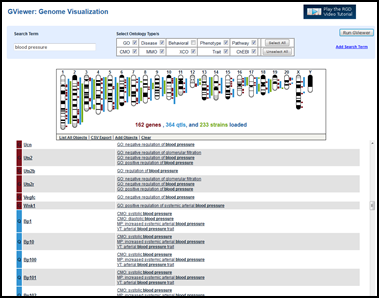 GViewer: Genome Visualization
Play the RGD
Video Tutorial
Search Term
Select Ontology Type/s
Run GViewer
blood pressure
GO Disease Behavioral Phenotype Pathway Select All
CMO MMO XCO Trait ChEBI Unselect All
Add Search Term
1 2 3 4 5 6 7 8 9 10 11 12 13 14 15 16 17 18 19 20 X Y
162 genes , 364 qtls, and 233 strains loaded
List All Objects | CSV Export | Add Objects | Clear
GO: negative regulation of blood pressure
Uts2
GO: negative regulation of glomerular filtration
GO: negative regulation of blood pressure
GO: positive regulation of blood pressure
Uts2b
GO: regulation of blood pressure
Uts2r
GO: negative regulation of glomerular filtration
GO: negative regulation of blood pressure
GO: positive regulation of blood pressure
Vegfc
GO: negative regulation of blood pressure
Wnk1
GO: positive regulation of systemic arterial blood pressure
Q Bp1
CMO: systolic blood pressure
CMO: diastolic blood pressure
MP: increased systemic arterial blood pressure
VT: arterial blood pressure trait
Q Bp10
CMO: systolic blood pressure
MP: increased systemic arterial blood pressure
VT: arterial blood pressure trait
Q Bp100
CMO: systolic blood pressure
MP: increased systemic arterial blood pressure
VT: arterial blood pressure trait
Q Bp101
CMO: systolic blood pressure
MP: increased systemic arterial blood pressure
VT: arterial blood pressure trait
CMO: systolic blood pressure